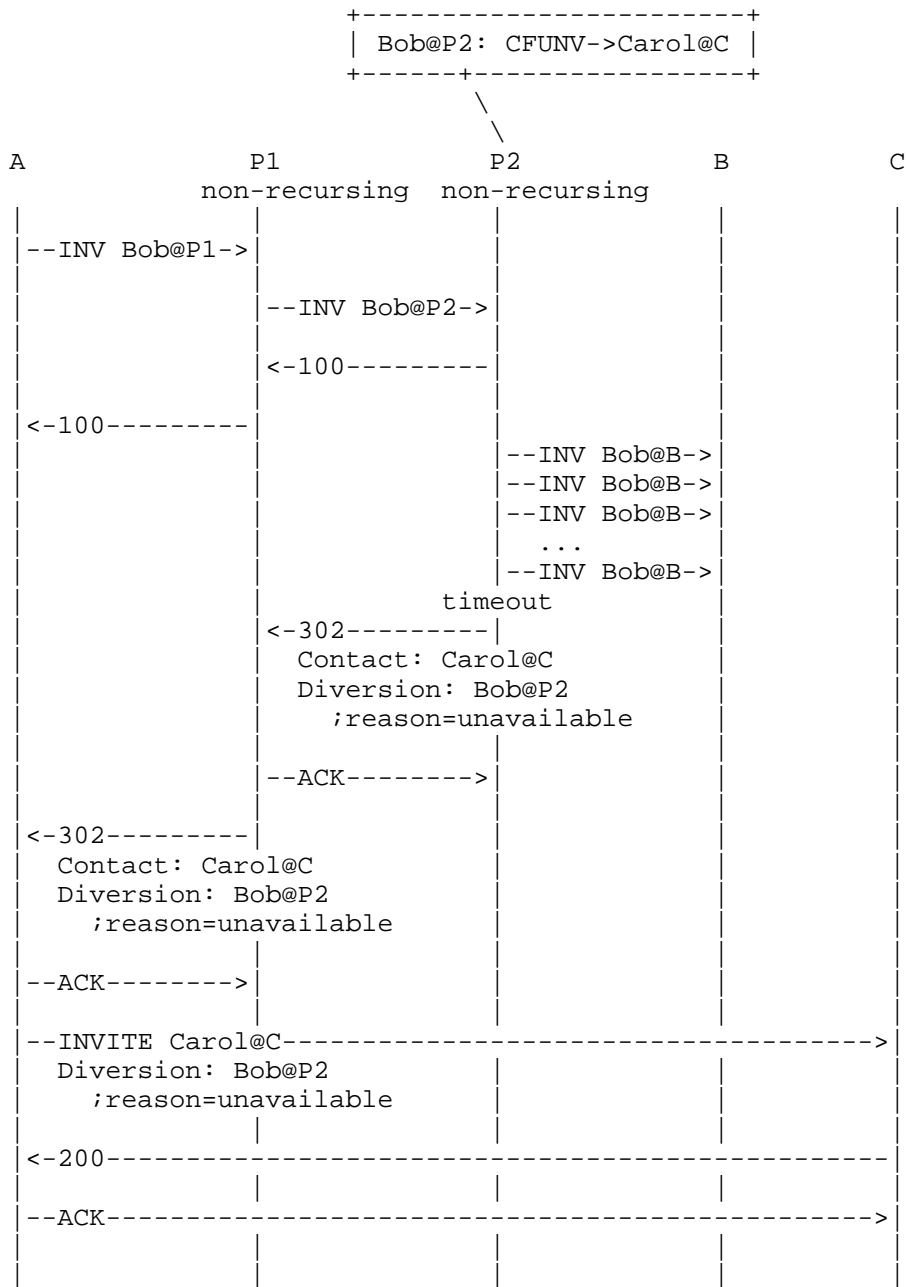 Bob@P2: CFUNV->Carol@C
A P1 P2 B C
non-recursing non-recursing
--INV Bob@P1->
--INV Bob@P2->
<-100---------
<-100---------
--INV Bob@B->
--INV Bob@B->
--INV Bob@B->
...
--INV Bob@B->
timeout
<-302---------
Contact: Carol@C
Diversion: Bob@P2
;reason=unavailable
--ACK-------->
<-302---------
Contact: Carol@C
Diversion: Bob@P2
;reason=unavailable
--ACK-------->
--INVITE Carol@C------------------------------------>
Diversion: Bob@P2
;reason=unavailable
<-200------------------------------------------------
--ACK----------------------------------------------->